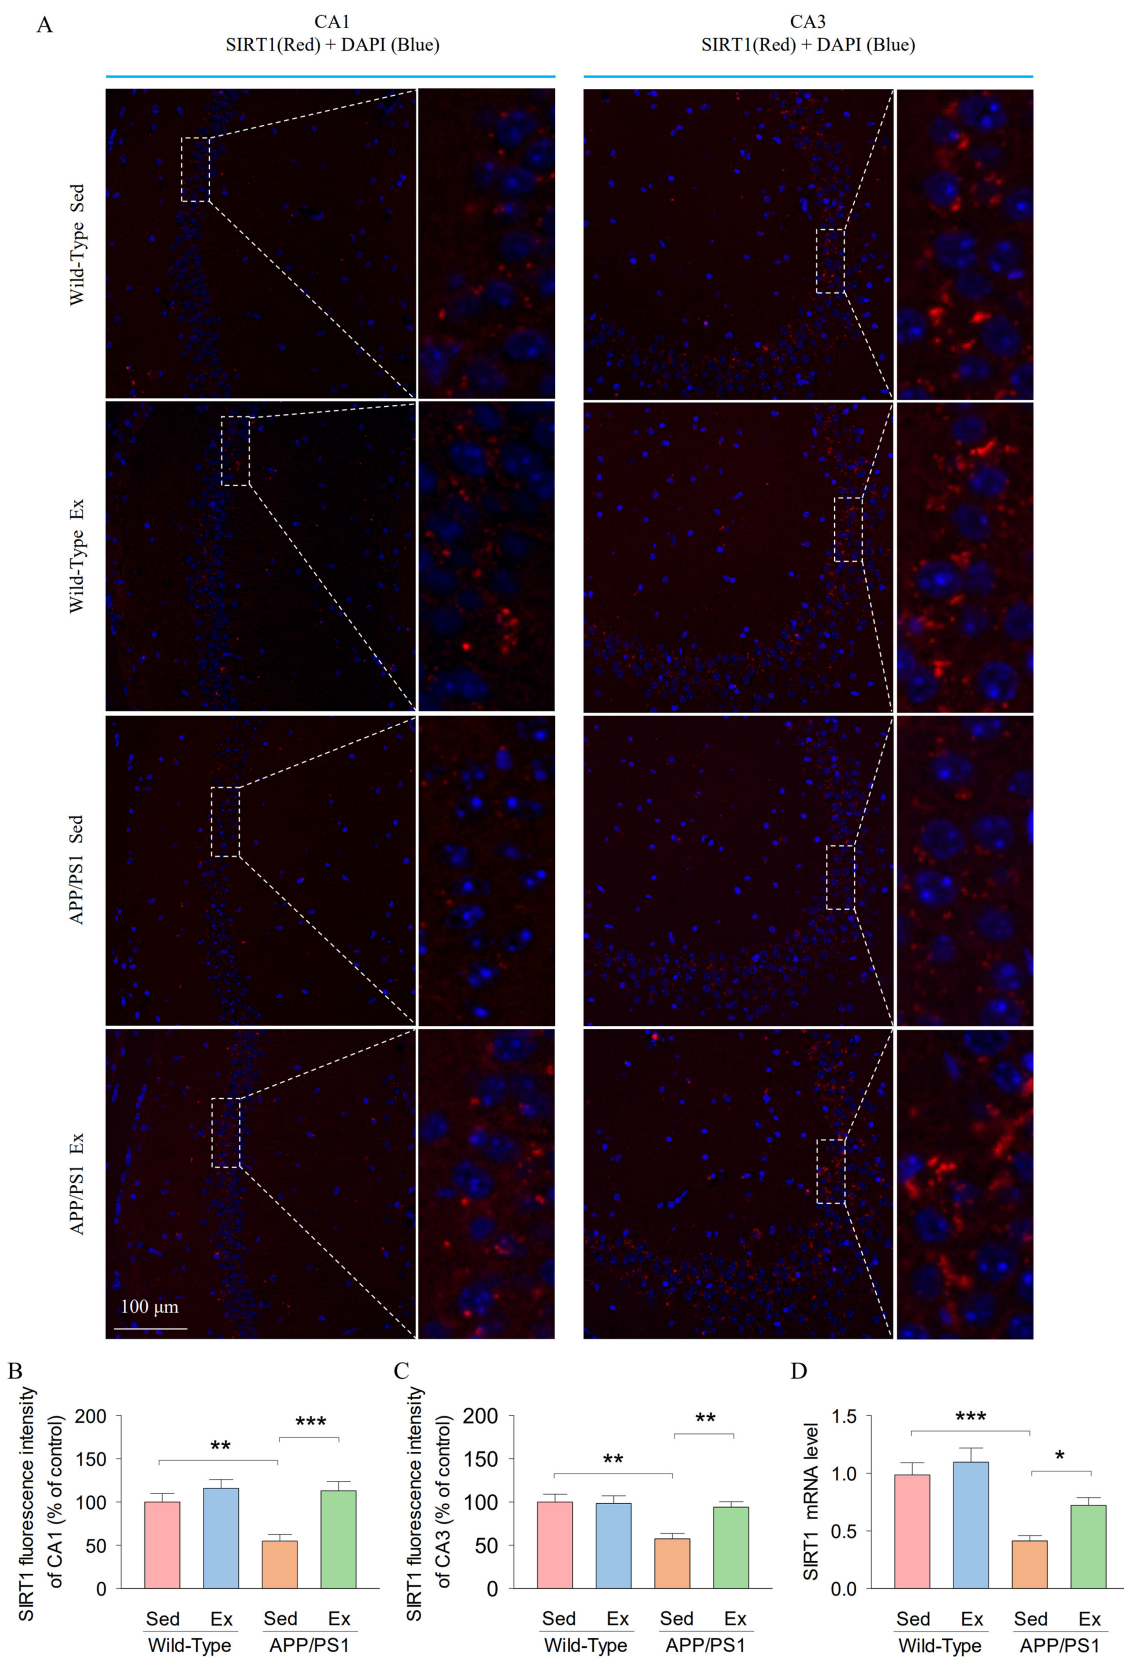 A
CA1
SIRT1(Red) + DAPI (Blue)
CA3
SIRT1(Red) + DAPI (Blue)
Wild-Type Sed
Wild-Type Ex
APP/PS1 Sed
APP/PS1 Ex
100 μm
B
SIRT1 fluorescence intensity
of CA1 (% of control)
200
150
100
50
0
**
***
Sed Ex Sed Ex
Wild-Type APP/PS1
C
SIRT1 fluorescence intensity
of CA3 (% of control)
200
150
100
50
0
**
**
Sed Ex Sed Ex
Wild-Type APP/PS1
D
SIRT1 mRNA level
1.5
1.0
0.5
0.0
***
*
Sed Ex Sed Ex
Wild-Type APP/PS1